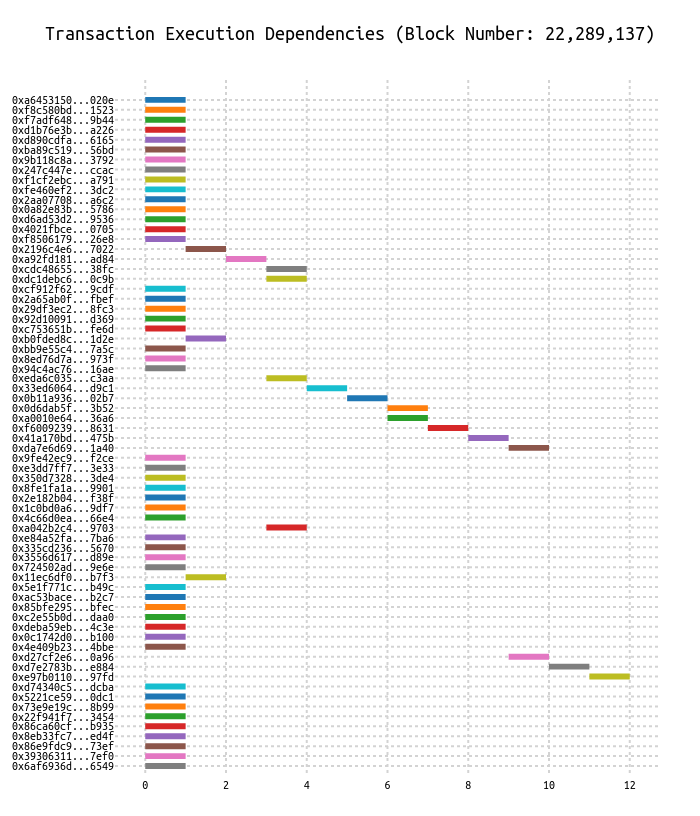 Transaction Execution Dependencies (Block Number: 22,289,137)
0xa6453150...020e
0xf8c580bd...1523
0xf7adf648...9b44
0xd1b76e3b...a226
0xd890cdfa...6165
0xba89c519...56bd
0x9b118c8a...3792
0x247c447e...ccac
0xf1cf2ebc...a791
0xfe460ef2...3dc2
0x2aa07708...a6c2
0x0a82e83b...5786
0xd6ad53d2...9536
0x4021fbce...0705
0xf8506179...26e8
0x2196c4e6...7022
0xa92fd181...ad84
0xcdc48655...38fc
0xdc1debc6...0c9b
0xcf912f62...9cdf
0x2a65ab0f...fbef
0x29df3ec2...8fc3
0x92d10091...d369
0xc753651b...fe6d
0xb0fded8c...1d2e
0xbb9e55c4...7a5c
0x8ed76d7a...973f
0x94c4ac76...16ae
0xeda6c035...c3aa
0x33ed6064...d9c1
0x0b11a936...02b7
0x0d6dab5f...3b52
0xa0010e64...36a6
0xf6009239...8631
0x41a170bd...475b
0xda7e6d69...1a40
0x9fe42ec9...f2ce
0xe3dd7ff7...3e33
0x350d7328...3de4
0x8fe1fa1a...9901
0x2e182b04...f38f
0x1c0bd0a6...9df7
0x4c66d0ea...66e4
0xa042b2c4...9703
0xe84a52fa...7ba6
0x335cd236...5670
0x3556d617...d89e
0x724502ad...9e6e
0x11ec6df0...b7f3
0x5e1f771c...b49c
0xac53bace...b2c7
0x85bfe295...bfec
0xc2e55b0d...daa0
0xdeba59eb...4c3e
0x0c1742d0...b100
0x4e409b23...4bbe
0xd27cf2e6...0a96
0xd7e2783b...e884
0xe97b0110...97fd
0xd74340c5...dcba
0x5221ce59...0dc1
0x73e9e19c...8b99
0x22f941f7...3454
0x86ca60cf...b935
0x8eb33fc7...ed4f
0x86e9fdc9...73ef
0x39306311...7ef0
0x6af6936d...6549
0 2 4 6 8 10 12